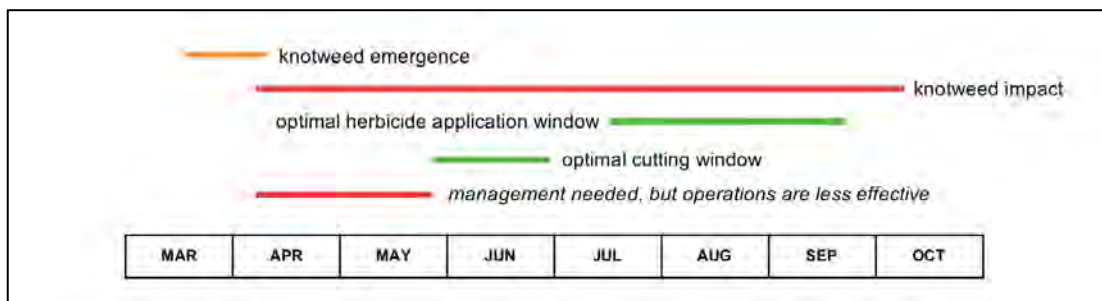 knotweed emergence
knotweed impact
optimal herbicide application window
optimal cutting window
management needed, but operations are less effective
MAR APR MAY JUN JUL AUG SEP OCT